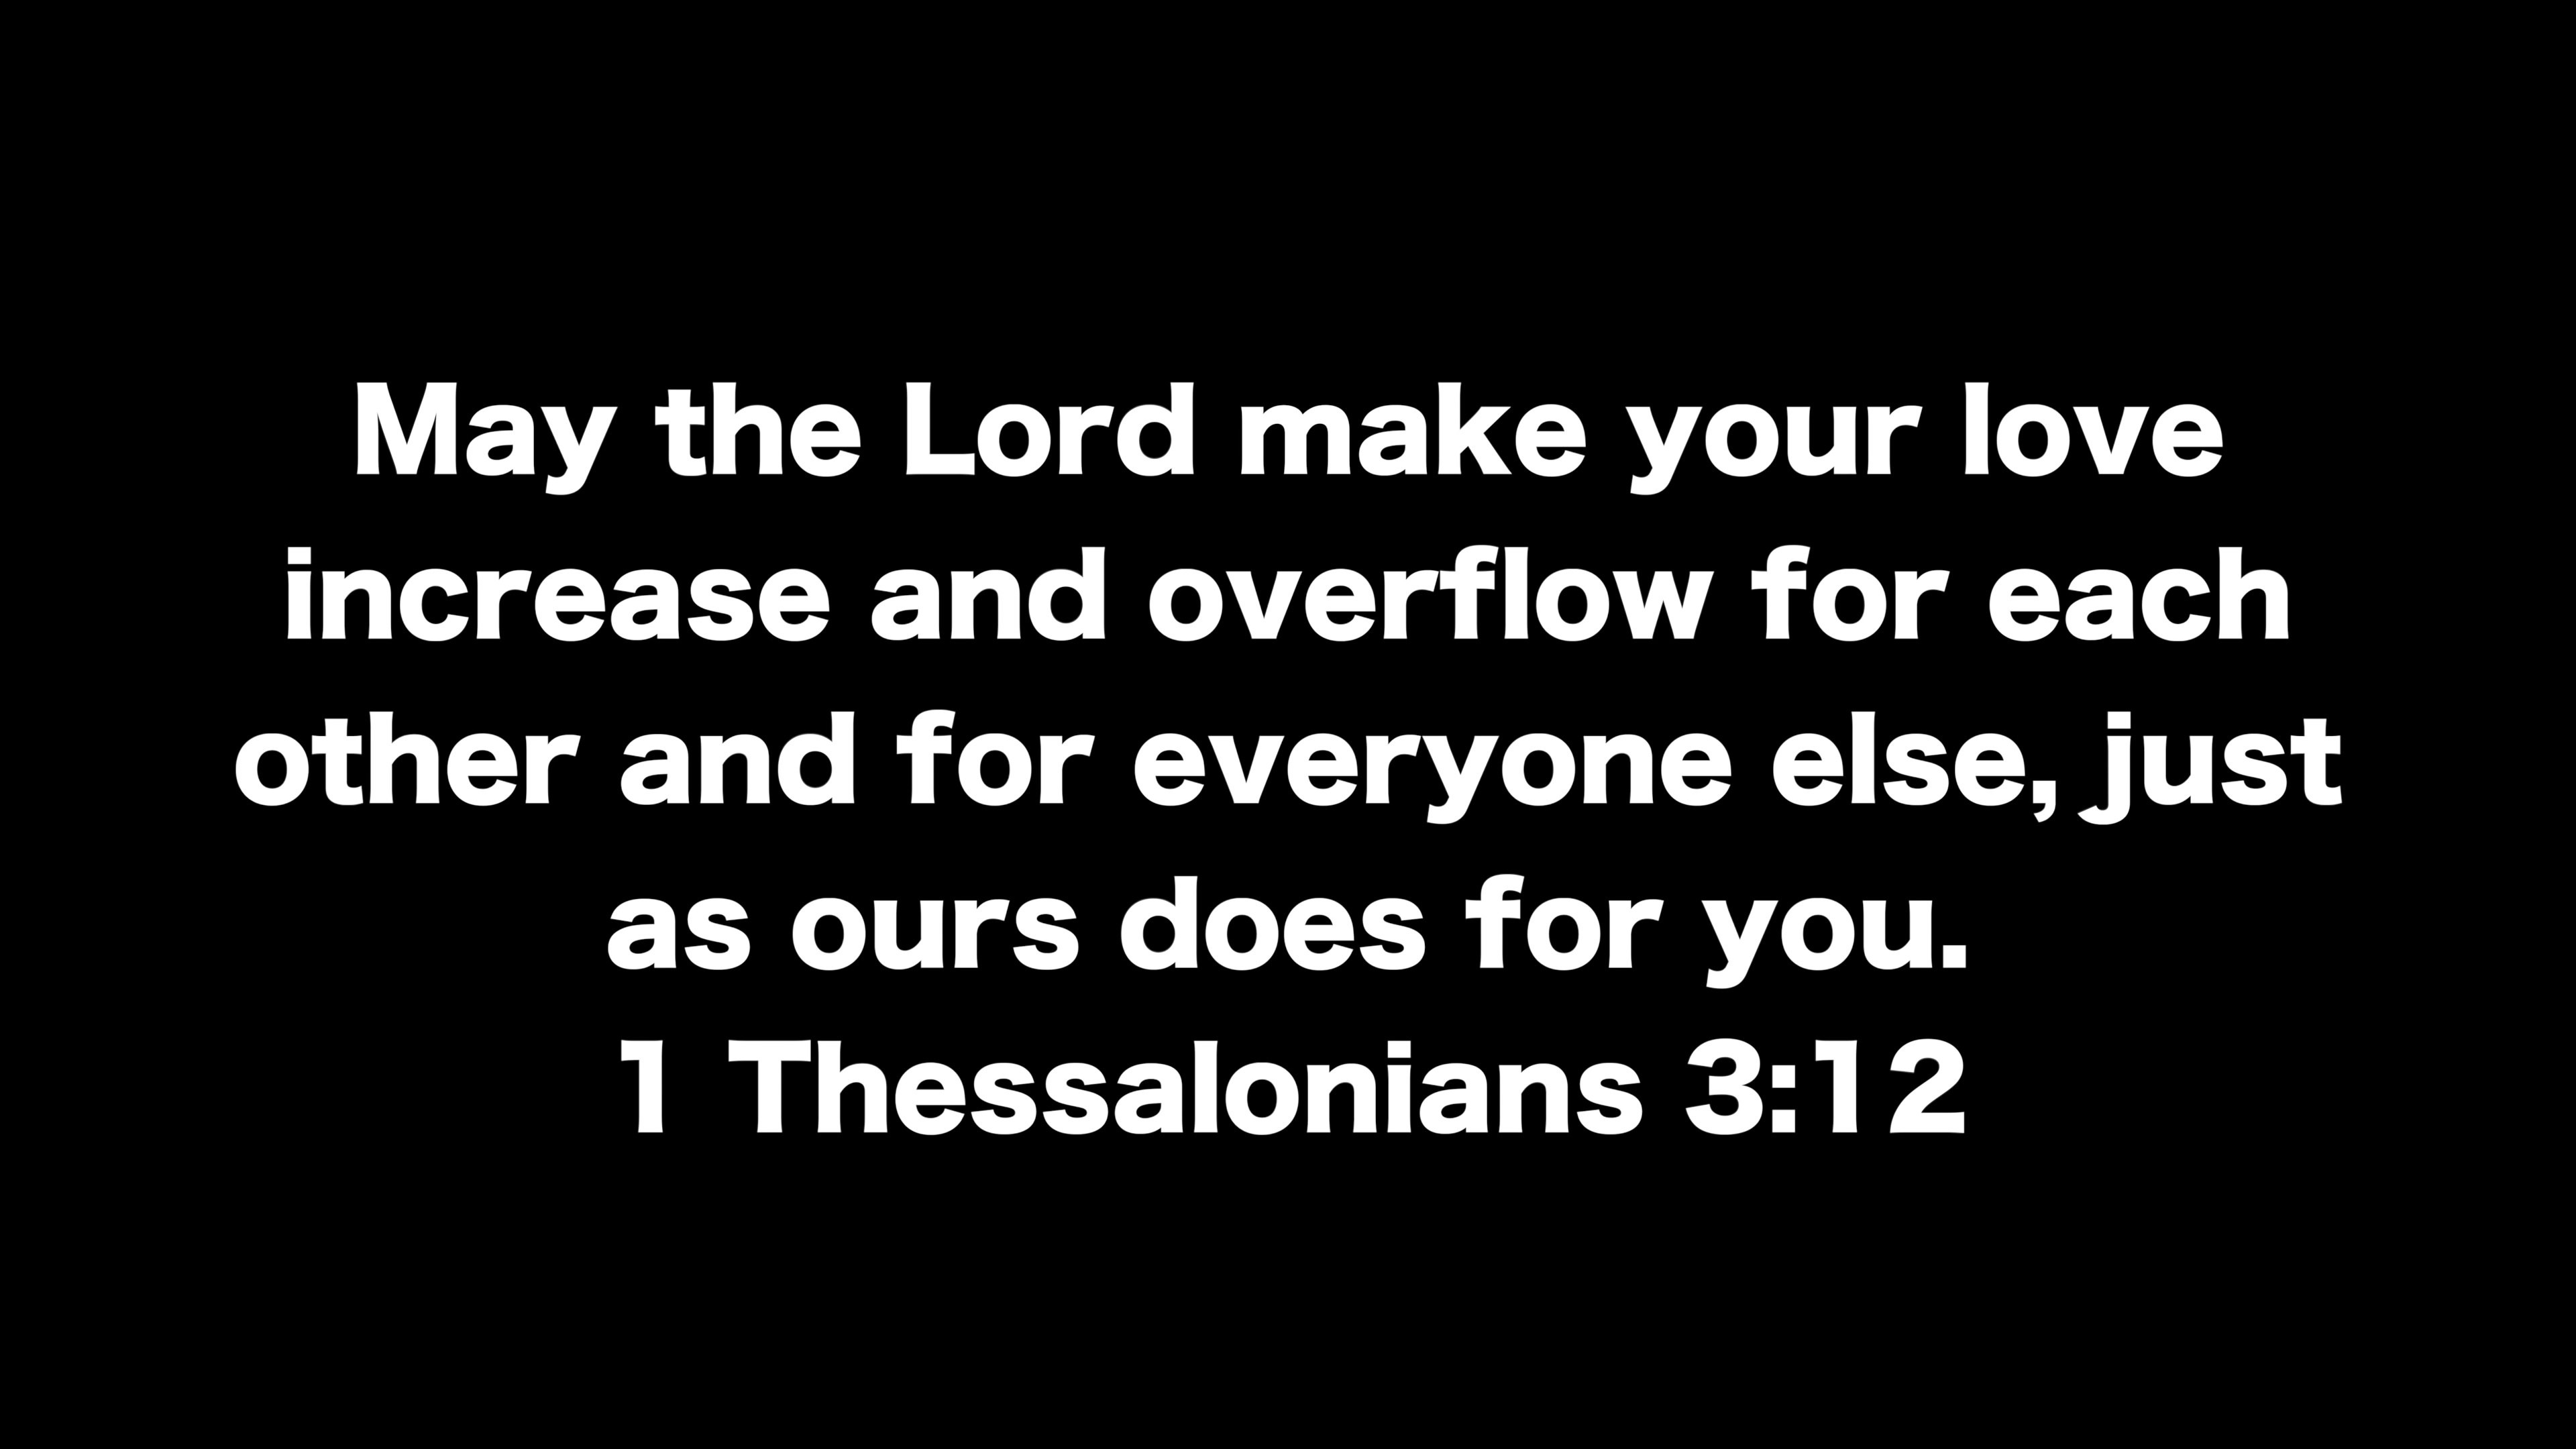 May the Lord make your love
increase and overflow for each
other and for everyone else, just
as ours does for you.
1 Thessalonians 3:12